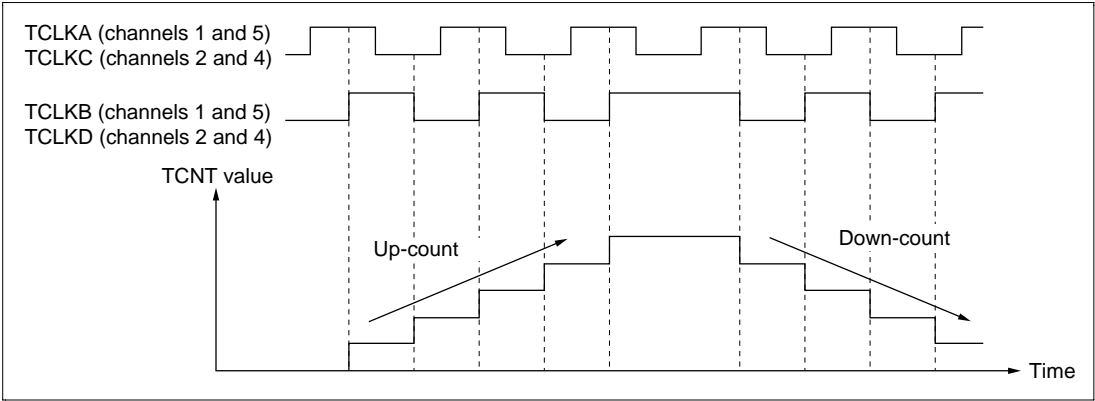 TCLKA (channels 1 and 5)
TCLKC (channels 2 and 4)
TCLKB (channels 1 and 5)
TCLKD (channels 2 and 4)
TCNT value
Up-count
Down-count
Time